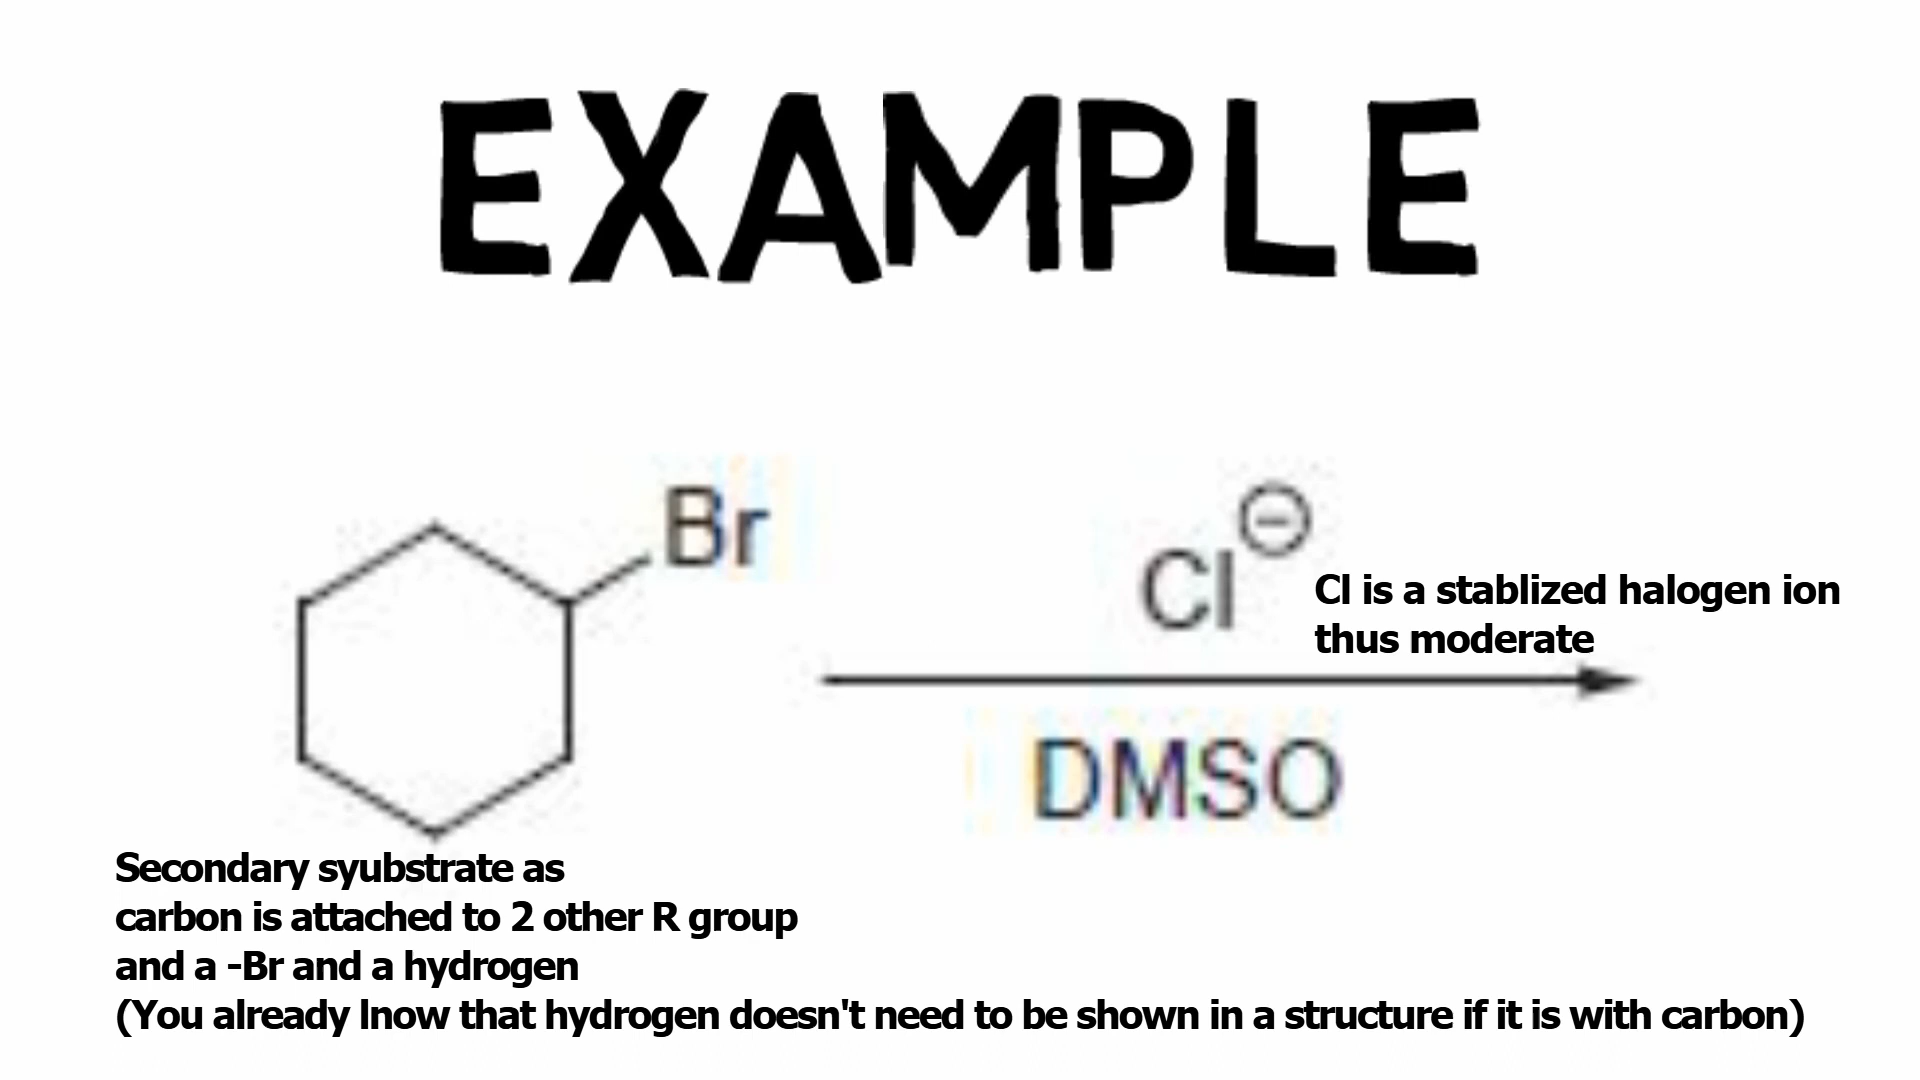 EXAMPLE
Br
Cl⊖
Cl is a stablized halogen ion
thus moderate
DMSO
Secondary syubstrate as
carbon is attached to 2 other R group
and a -Br and a hydrogen
(You already lnow that hydrogen doesn't need to be shown in a structure if it is with carbon)